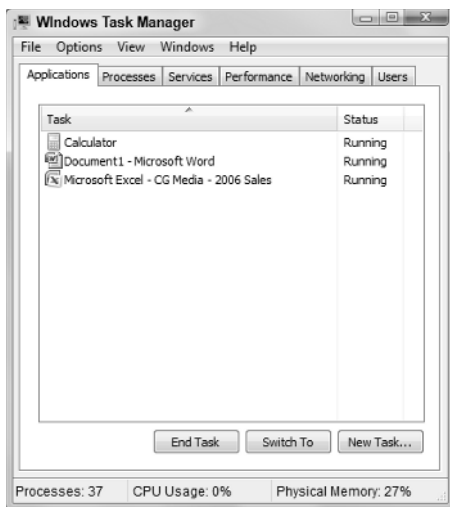 WIndows Task Manager
File Options View Windows Help
Applications Processes Services Performance Networking Users
Task Status
Calculator Running
Document1 - Microsoft Word Running
Microsoft Excel - CG Media - 2006 Sales Running
End Task Switch To New Task...
Processes: 37 CPU Usage: 0% Physical Memory: 27%